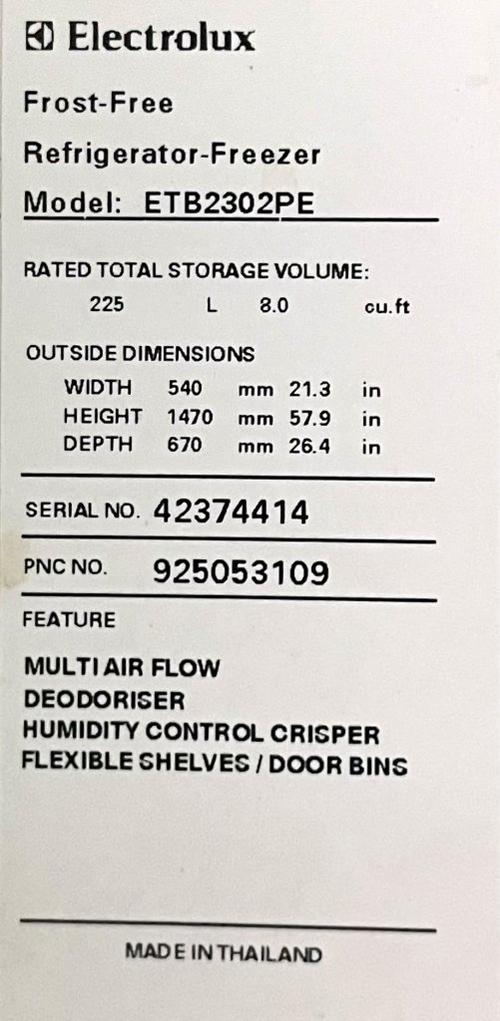 Electrolux
Frost-Free
Refrigerator-Freezer
Model: ETB2302PE
RATED TOTAL STORAGE VOLUME:
225 L 8.0 cu.ft
OUTSIDE DIMENSIONS
WIDTH 540 mm 21.3 in
HEIGHT 1470 mm 57.9 in
DEPTH 670 mm 26.4 in
SERIAL NO. 42374414
PNC NO. 925053109
FEATURE
MULTI AIR FLOW
DEODORISER
HUMIDITY CONTROL CRISPER
FLEXIBLE SHELVES / DOOR BINS
MADE IN THAILAND